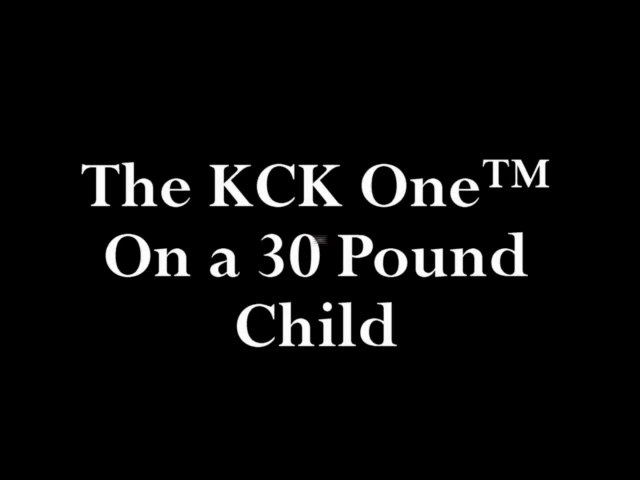 The KCK One™
On a 30 Pound
Child